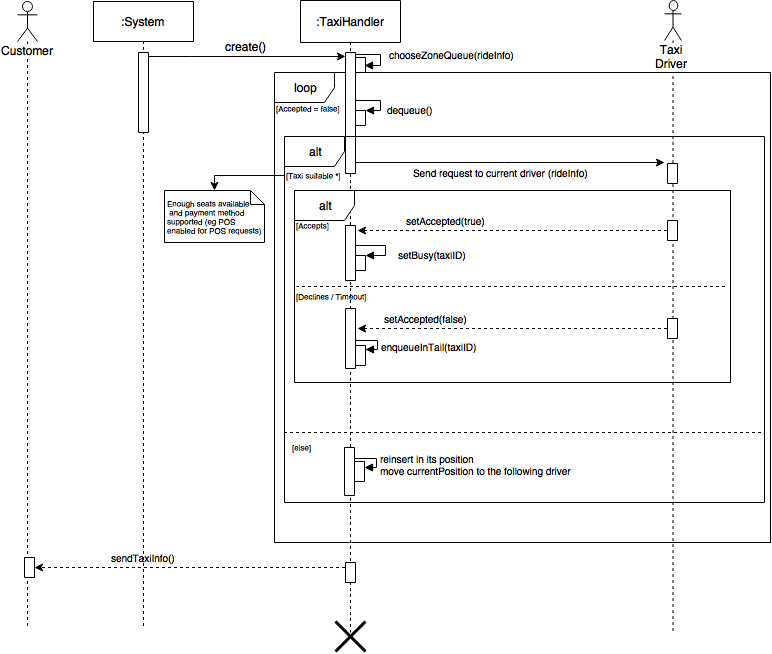 :System
:TaxiHandler
Customer
Taxi
Driver
create()
chooseZoneQueue(rideInfo)
loop
[Accepted = false]
dequeue()
alt
[Taxi suitable *]
Send request to current driver (rideInfo)
Enough seats available
and payment method
supported (eg POS
enabled for POS requests)
alt
[Accepts]
setAccepted(true)
setBusy(taxiID)
[Declines / Timeout]
setAccepted(false)
enqueueInTail(taxiID)
[else]
reinsert in its position
move currentPosition to the following driver
sendTaxiInfo()